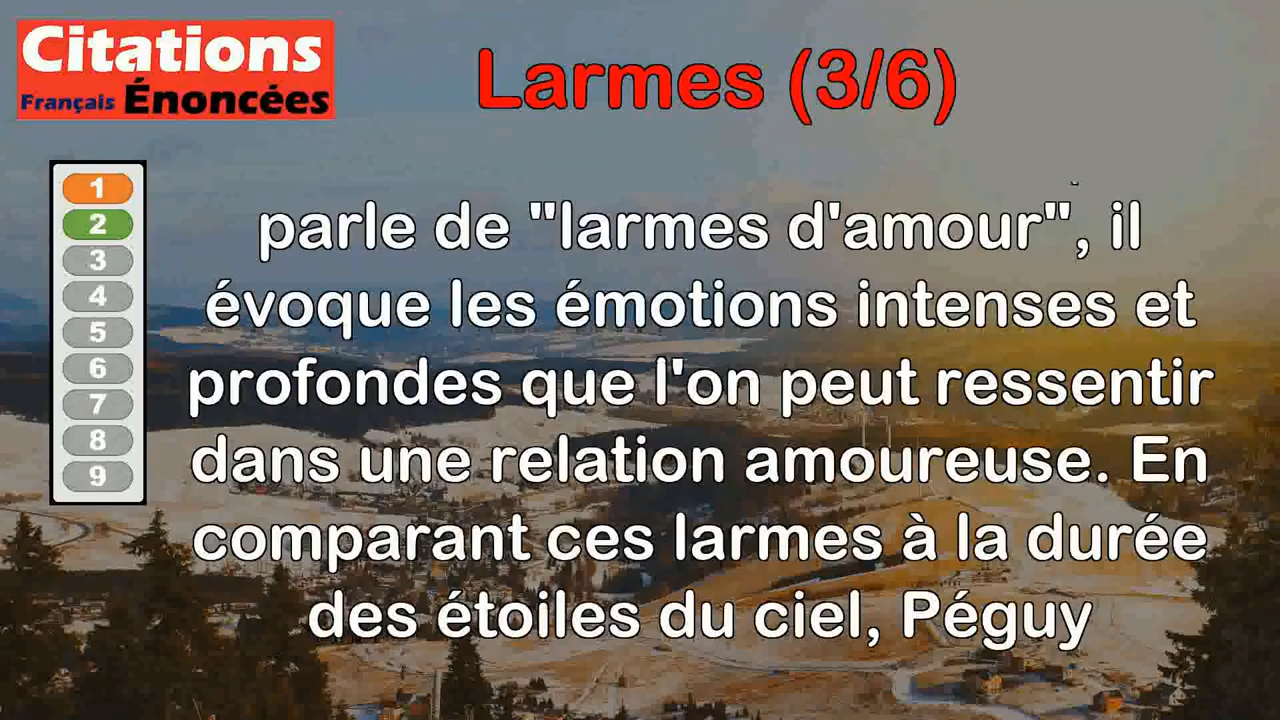 Citations
Français Énoncées
Larmes (3/6)
1
2
3
4
5
6
7
8
9
parle de "larmes d'amour", il
évoque les émotions intenses et
profondes que l'on peut ressentir
dans une relation amoureuse. En
comparant ces larmes à la durée
des étoiles du ciel, Péguy